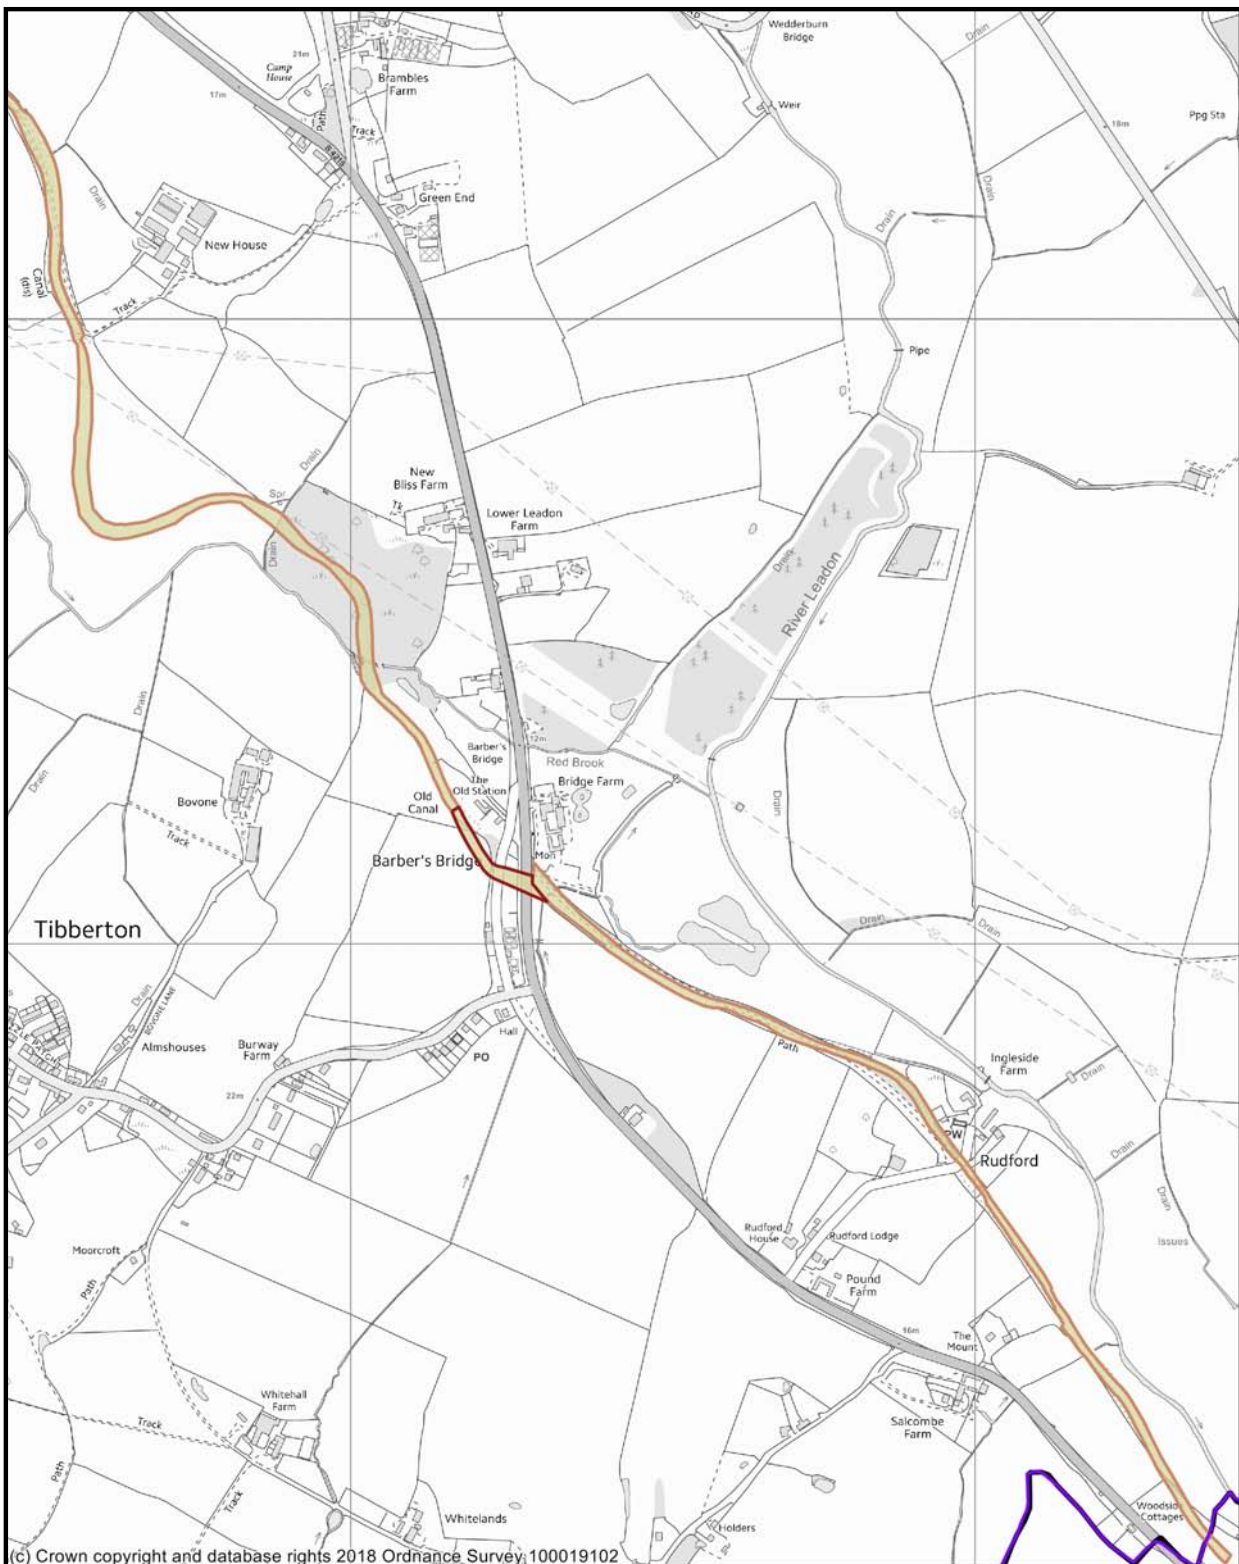 Wedderburn
Bridge
Drain
21m
Camp
House
Brambles
Farm
17m
Path
Weir
Ppg Sta
18m
Track
B 4215
Green End
Drain
Drain
Drain
New House
Canal
(dis)
Track
Pipe
Drain
New
Bliss Farm
Spr
Tk
Lower Leadon
Farm
Drain
Drain
River Leadon
Drain
12m
Barber's
Bridge
Red Brook
The
Old Station
Bridge Farm
Drain
Bovone
Old
Canal
Drain
Track
Mon
Barber's Bridge
Tibberton
Drain
Drain
Drain
BOVONE LANE
Almshouses
Burway
Farm
Hall
PO
Path
Ingleside
Farm
Drain
22m
PW
Rudford
Drain
Drain
Moorcroft
Rudford
House
Rudford Lodge
Issues
Path
Pound
Farm
16m
The
Mount
Whitehall
Farm
Track
Salcombe
Farm
Path
Track
Whitelands
Holders
Woodside
Cottages
(c) Crown copyright and database rights 2018 Ordnance Survey 100019102